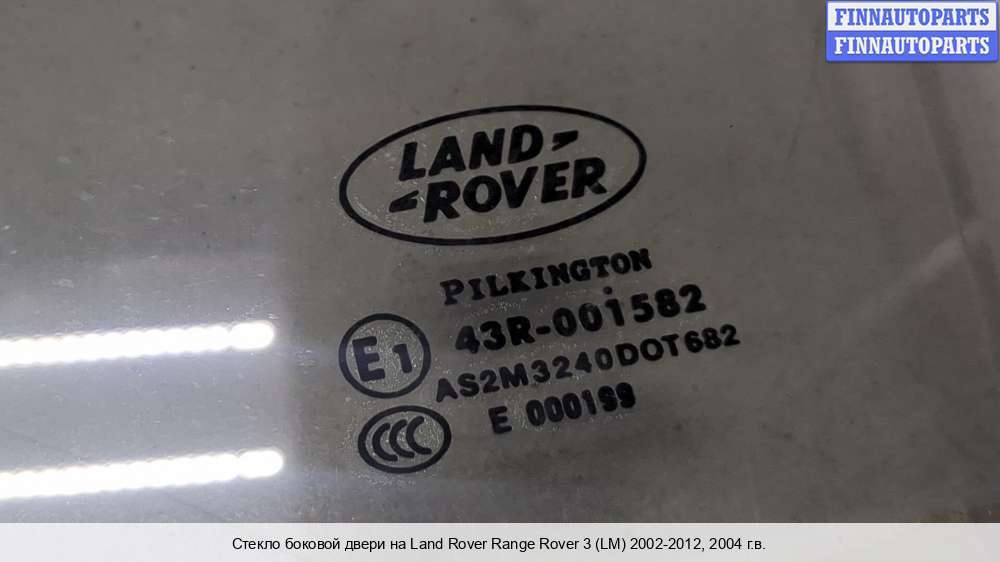 FINNAUTOPARTS
FINNAUTOPARTS
LAND
ROVER
PILKINGTON
E1 43R-001582
AS2M3240DOT682
CCC E 000199
Стекло боковой двери на Land Rover Range Rover 3 (LM) 2002-2012, 2004 г.в.